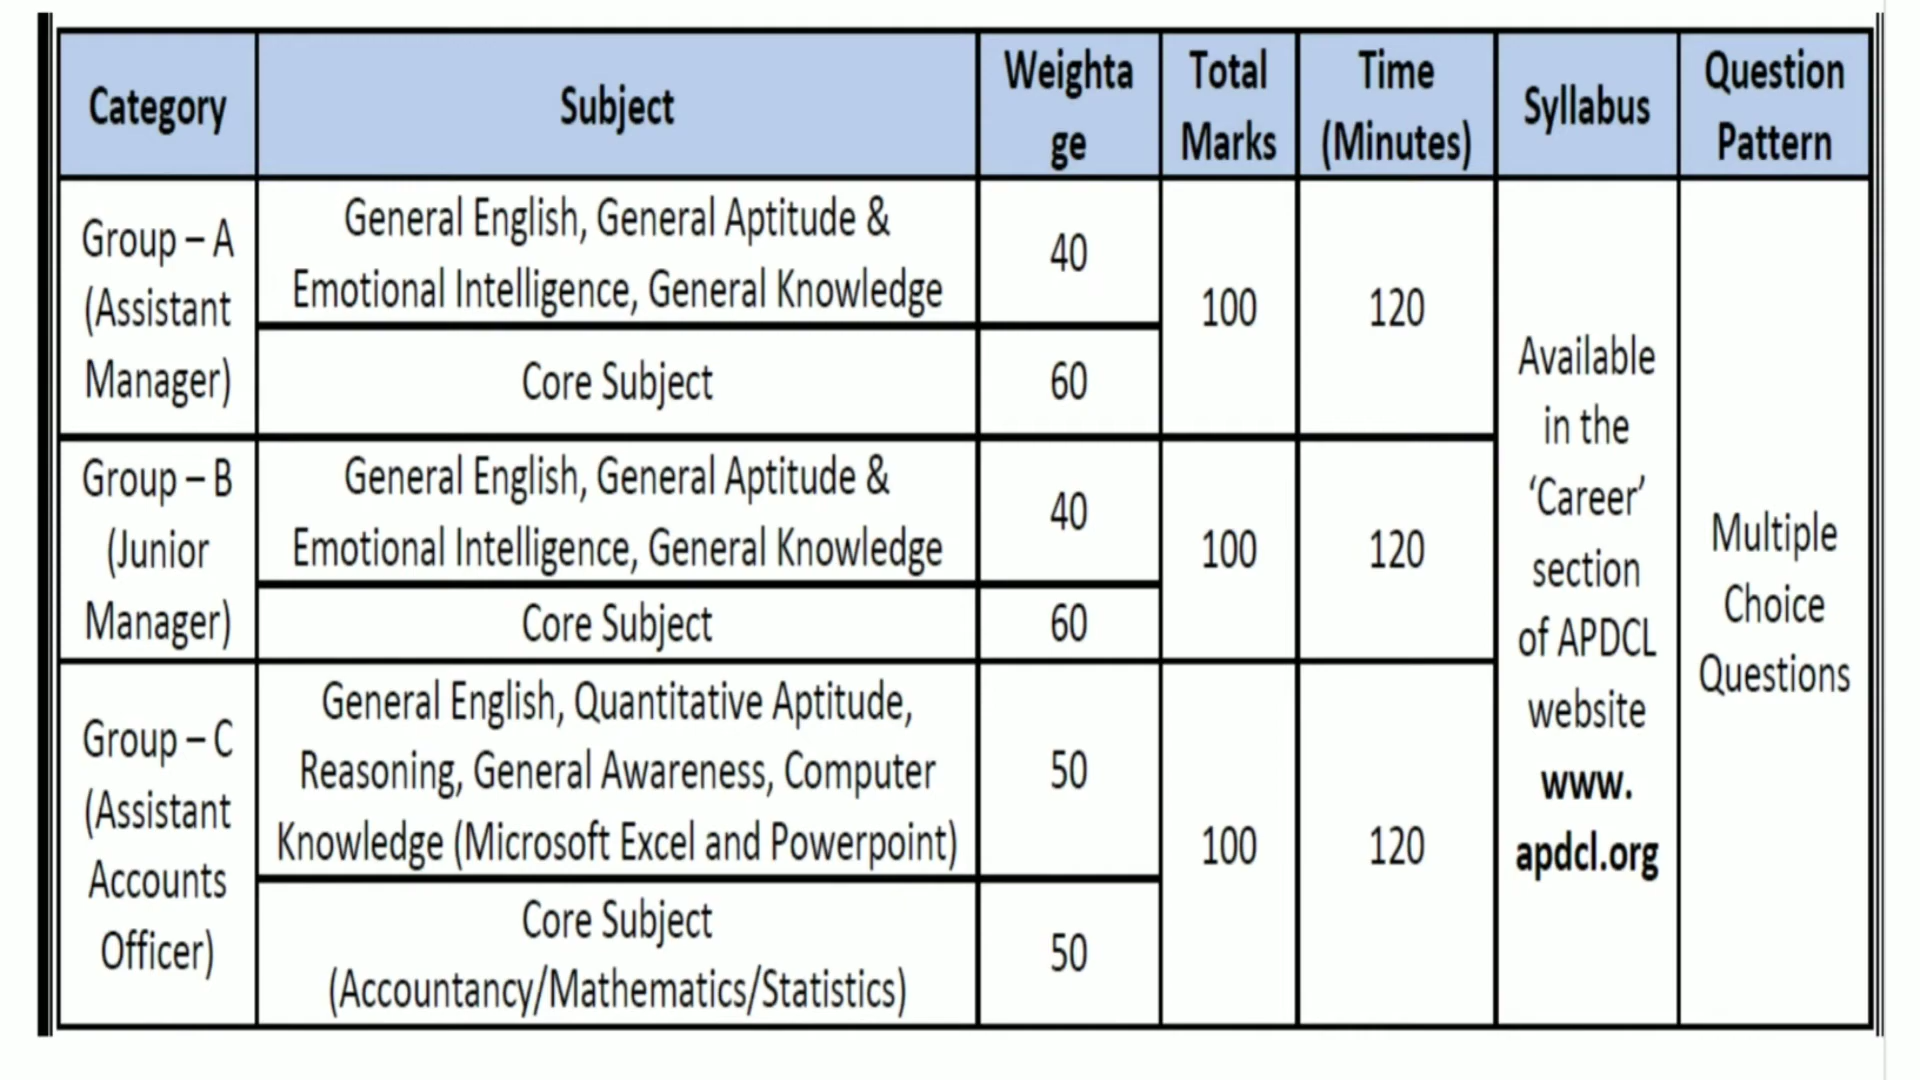 Category
Subject
Weighta
ge
Total
Marks
Time
(Minutes)
Syllabus
Question
Pattern
Group – A
(Assistant
Manager)
General English, General Aptitude &
Emotional Intelligence, General Knowledge
40
Core Subject
60
100
120
Group – B
(Junior
Manager)
General English, General Aptitude &
Emotional Intelligence, General Knowledge
40
Core Subject
60
100
120
Group – C
(Assistant
Accounts
Officer)
General English, Quantitative Aptitude,
Reasoning, General Awareness, Computer
Knowledge (Microsoft Excel and Powerpoint)
50
Core Subject
(Accountancy/Mathematics/Statistics)
50
100
120
Available
in the
‘Career’
section
of APDCL
website
www.
apdcl.org
Multiple
Choice
Questions